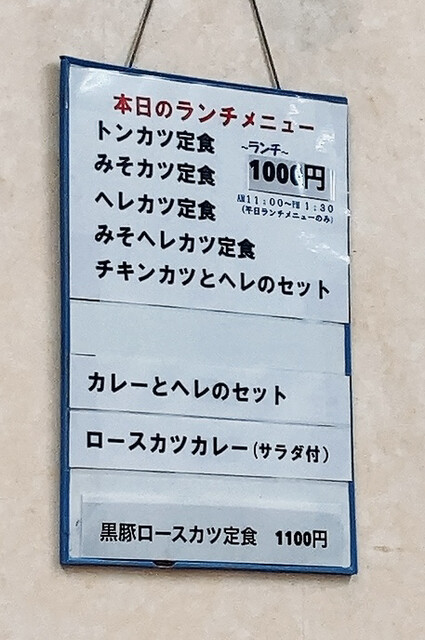 本日のランチメニュー
トンカツ定食
みそカツ定食
ヘレカツ定食
みそヘレカツ定食
チキンカツとヘレのセット
~ランチ~
1000円
AM11:00~PM1:30
(平日ランチメニューのみ)
カレーとヘレのセット
ロースカツカレー(サラダ付)
黒豚ロースカツ定食 1100円